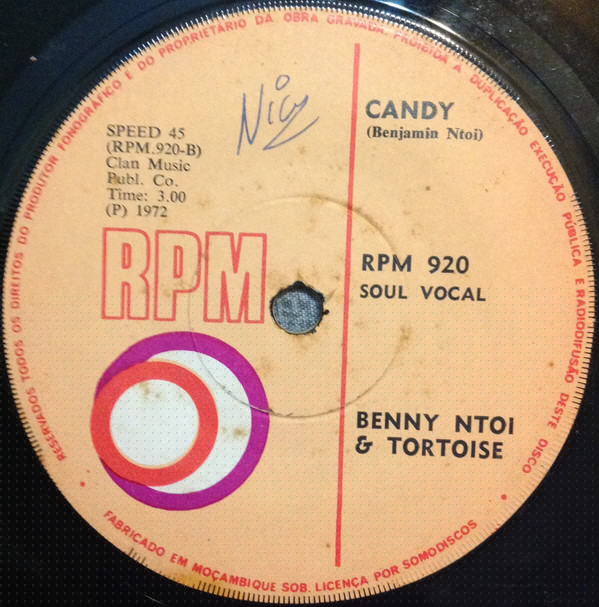 RESERVADOS TODOS OS DIREITOS DO PRODUTOR FONOGRÁFICO E DO PROPRIETÁRIO DA OBRA GRAVADA. PROIBIDA A DUPLICAÇÃO EXECUÇÃO PÚBLICA E RADIODIFUSÃO DESTE DISCO
SPEED 45
(RPM.920-B)
Clan Music
Publ. Co.
Time: 3.00
(P) 1972
CANDY
(Benjamin Ntoi)
RPM
RPM 920
SOUL VOCAL
BENNY NTOI
& TORTOISE
FABRICADO EM MOÇAMBIQUE SOB. LICENÇA POR SOMODISCOS